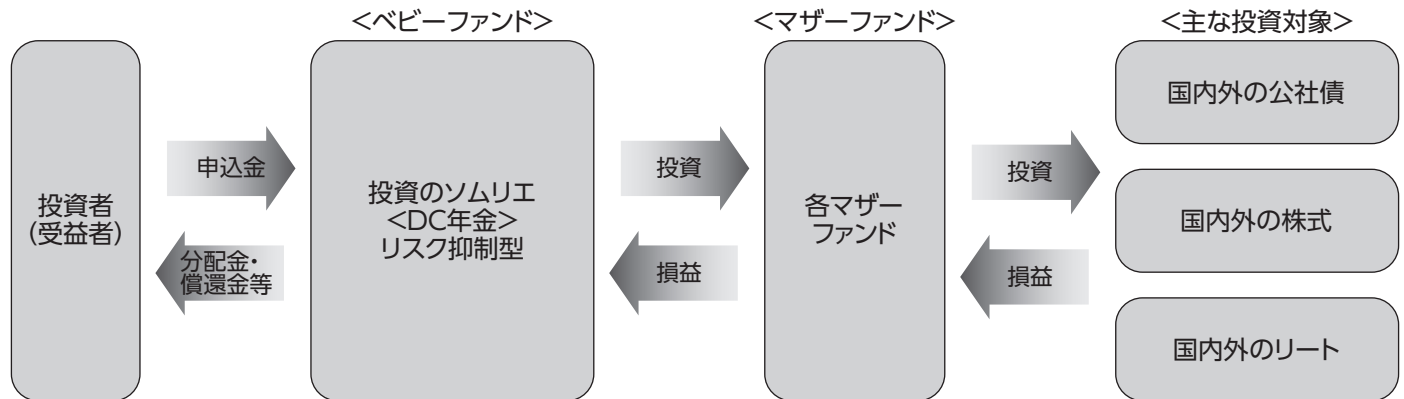 <ベビーファンド>
<マザーファンド>
<主な投資対象>
投資者
(受益者)
申込金
分配金・
償還金等
投資のソムリエ
<DC年金>
リスク抑制型
投資
損益
各マザー
ファンド
投資
損益
国内外の公社債
国内外の株式
国内外のリート